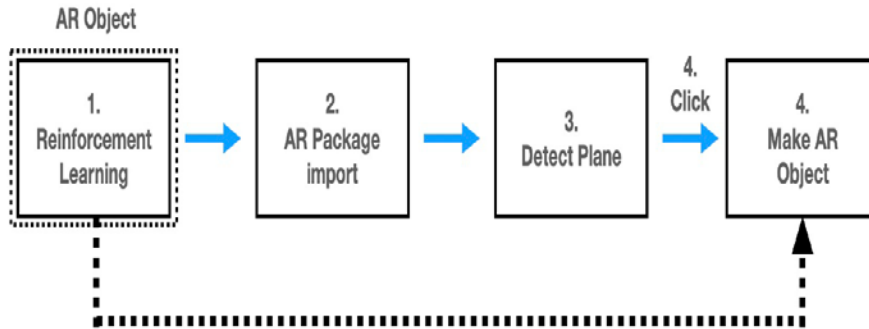 AR Object
1.
Reinforcement
Learning
2.
AR Package
import
3.
Detect Plane
4.
Click
4.
Make AR
Object